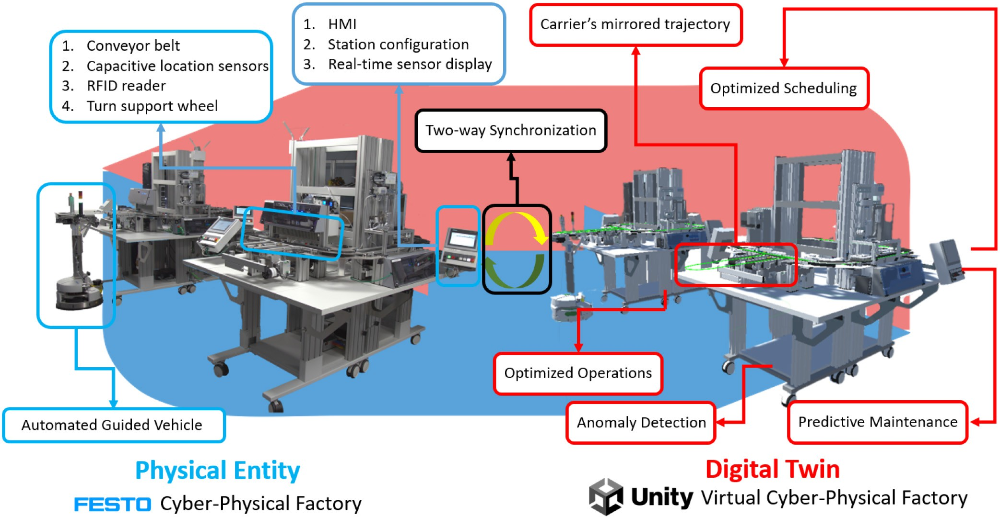 1. Conveyor belt
2. Capacitive location sensors
3. RFID reader
4. Turn support wheel
1. HMI
2. Station configuration
3. Real-time sensor display
Carrier’s mirrored trajectory
Optimized Scheduling
Two-way Synchronization
Optimized Operations
Automated Guided Vehicle
Anomaly Detection
Predictive Maintenance
Physical Entity
FESTO Cyber-Physical Factory
Digital Twin
Unity Virtual Cyber-Physical Factory